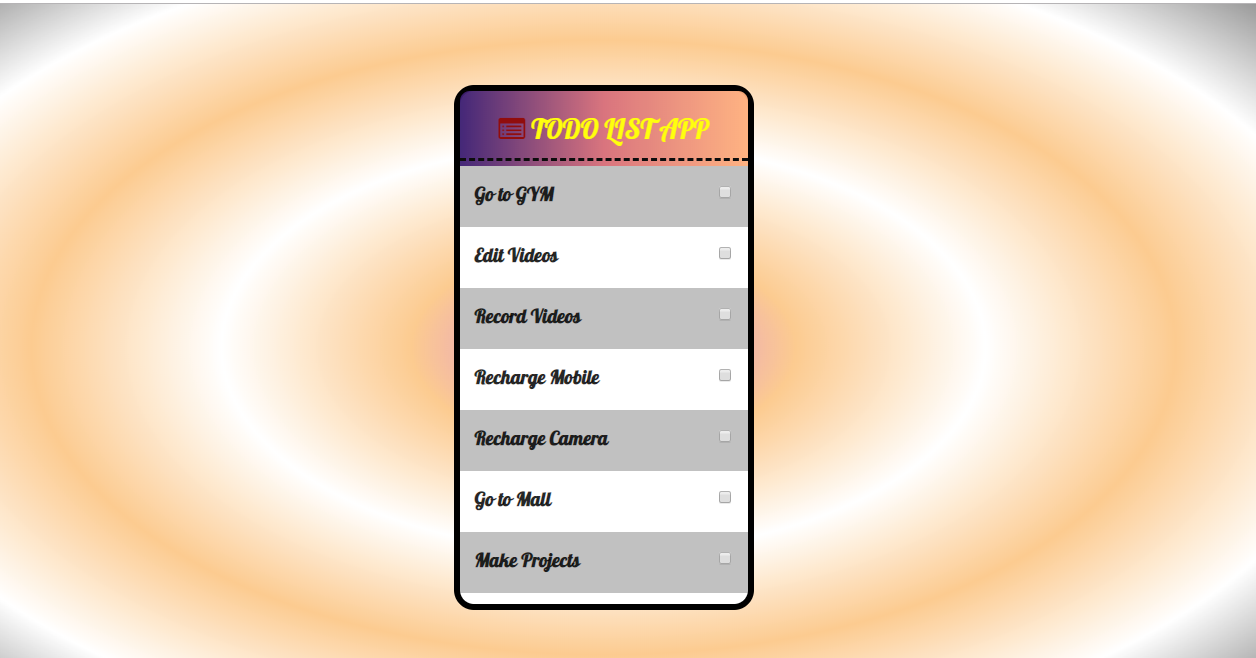 TODO LIST APP
Go to GYM
Edit Videos
Record Videos
Recharge Mobile
Recharge Camera
Go to Mall
Make Projects